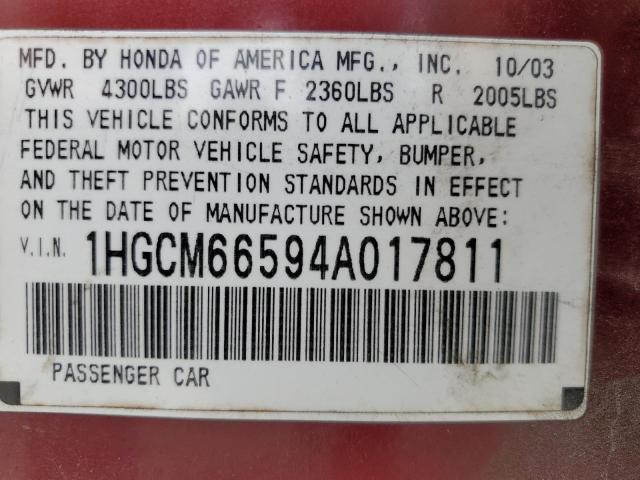 MFD. BY HONDA OF AMERICA MFG., INC. 10/03
GVWR 4300LBS GAWR F 2360LBS R 2005LBS
THIS VEHICLE CONFORMS TO ALL APPLICABLE
FEDERAL MOTOR VEHICLE SAFETY, BUMPER,
AND THEFT PREVENTION STANDARDS IN EFFECT
ON THE DATE OF MANUFACTURE SHOWN ABOVE:
V.I.N. 1HGCM66594A017811
PASSENGER CAR